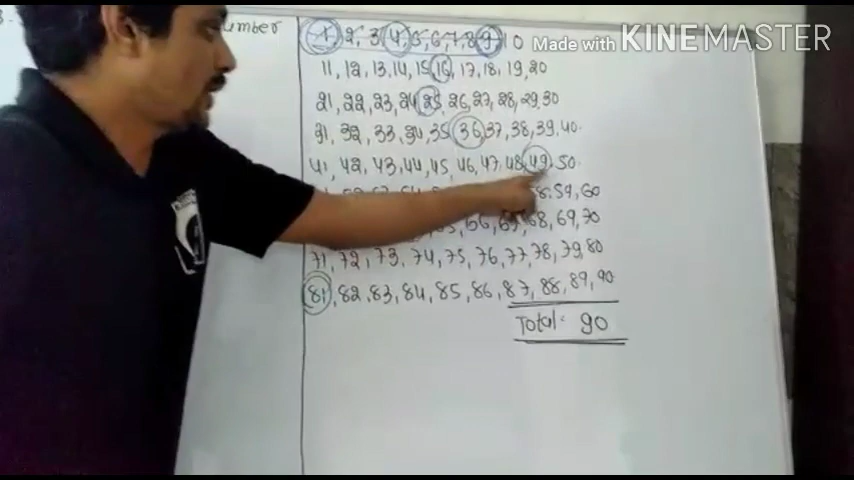 umber
1, 2, 3, 4, 5, 6, 7, 8, 9, 10
Made with KINEMASTER
11, 12, 13, 14, 15, 16, 17, 18, 19, 20
21, 22, 23, 24, 25, 26, 27, 28, 29, 30
31, 32, 33, 34, 35, 36, 37, 38, 39, 40.
41, 42, 43, 44, 45, 46, 47, 48, 49, 50.
59, 60
66, 67, 68, 69, 70
71, 72, 73, 74, 75, 76, 77, 78, 79, 80
81, 82, 83, 84, 85, 86, 87, 88, 89, 90
Total = 90